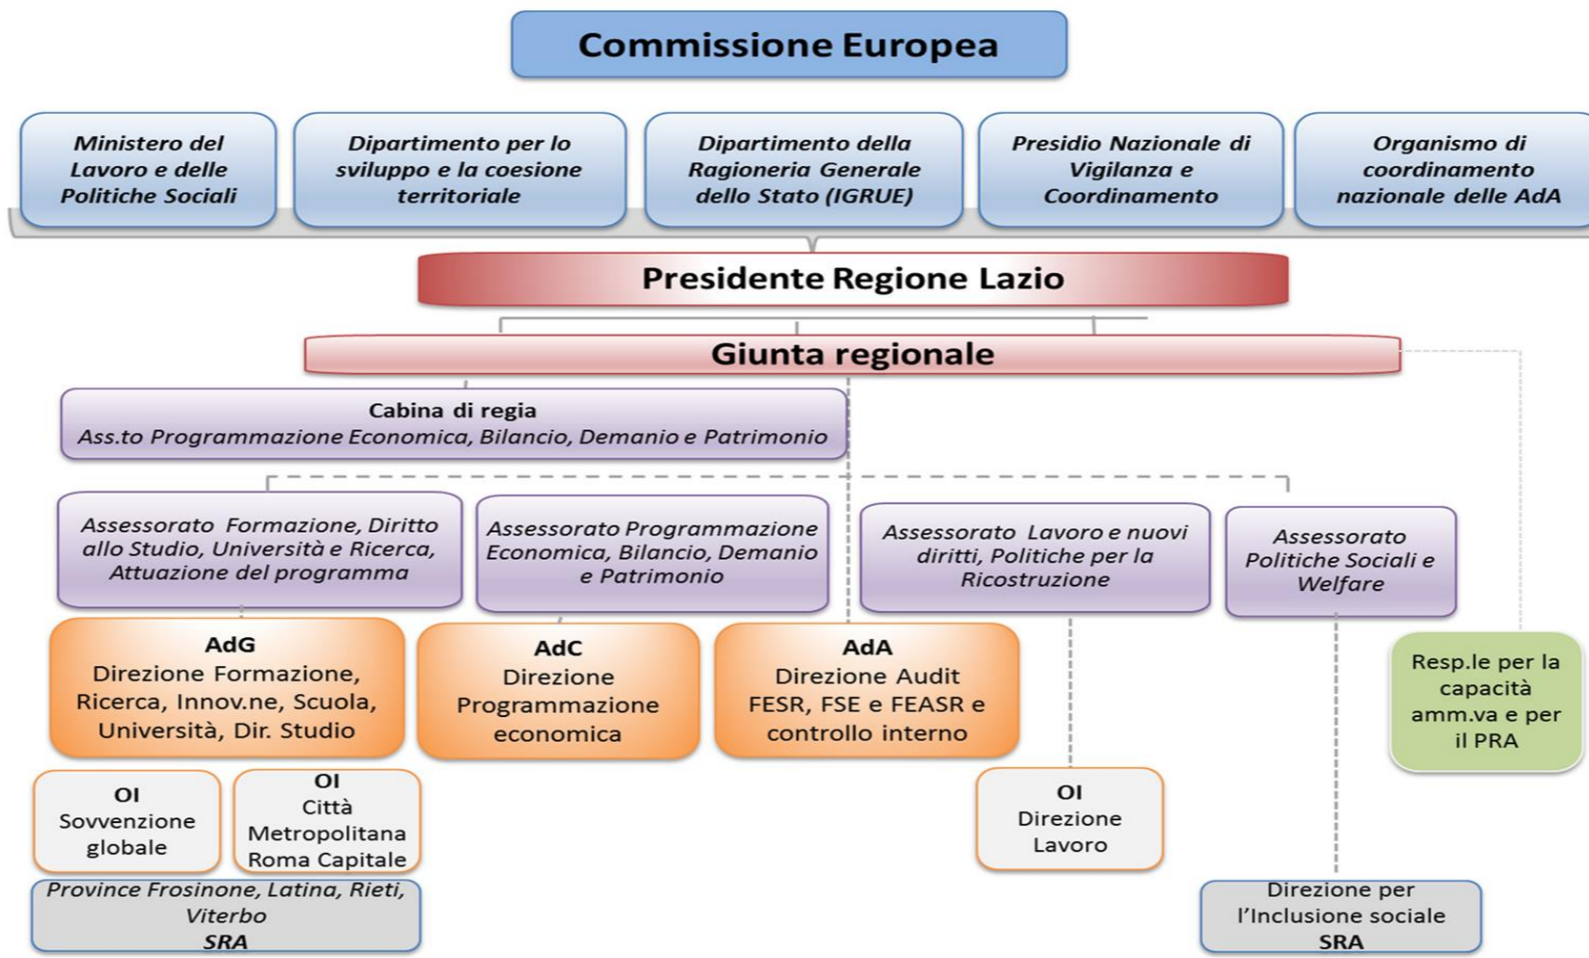 Commissione Europea
Ministero del
Lavoro e delle
Politiche Sociali
Dipartimento per lo
sviluppo e la coesione
territoriale
Dipartimento della
Ragioneria Generale
dello Stato (IGRUE)
Presidio Nazionale di
Vigilanza e
Coordinamento
Organismo di
coordinamento
nazionale delle AdA
Presidente Regione Lazio
Giunta regionale
Cabina di regia
Ass.to Programmazione Economica, Bilancio, Demanio e Patrimonio
Assessorato Formazione, Diritto
allo Studio, Università e Ricerca,
Attuazione del programma
Assessorato Programmazione
Economica, Bilancio, Demanio
e Patrimonio
Assessorato Lavoro e nuovi
diritti, Politiche per la
Ricostruzione
Assessorato
Politiche Sociali e
Welfare
AdG
Direzione Formazione,
Ricerca, Innov.ne, Scuola,
Università, Dir. Studio
AdC
Direzione
Programmazione
economica
AdA
Direzione Audit
FESR, FSE e FEASR e
controllo interno
Resp.le per la
capacità
amm.va e per
il PRA
OI
Sovvenzione
globale
OI
Città
Metropolitana
Roma Capitale
OI
Direzione
Lavoro
Province Frosinone, Latina, Rieti,
Viterbo
SRA
Direzione per
l’Inclusione sociale
SRA